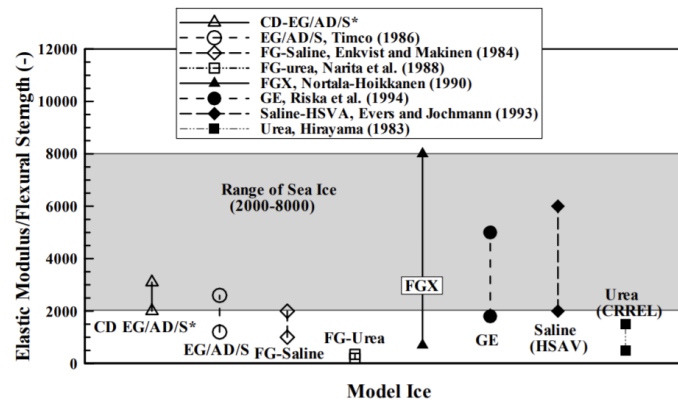 CD-EG/AD/S*
EG/AD/S, Timco (1986)
FG-Saline, Enkvist and Makinen (1984)
FG-urea, Narita et al. (1988)
FGX, Nortala-Hoikkanen (1990)
GE, Riska et al. (1994)
Saline-HSVA, Evers and Jochmann (1993)
Urea, Hirayama (1983)
Elastic Modulus/Flexural Sterngth (-)
12000
10000
8000
6000
4000
2000
0
Range of Sea Ice
(2000-8000)
CD EG/AD/S*
EG/AD/S
FG-Saline
FG-Urea
FGX
GE
Saline
(HSAV)
Urea
(CRREL)
Model Ice